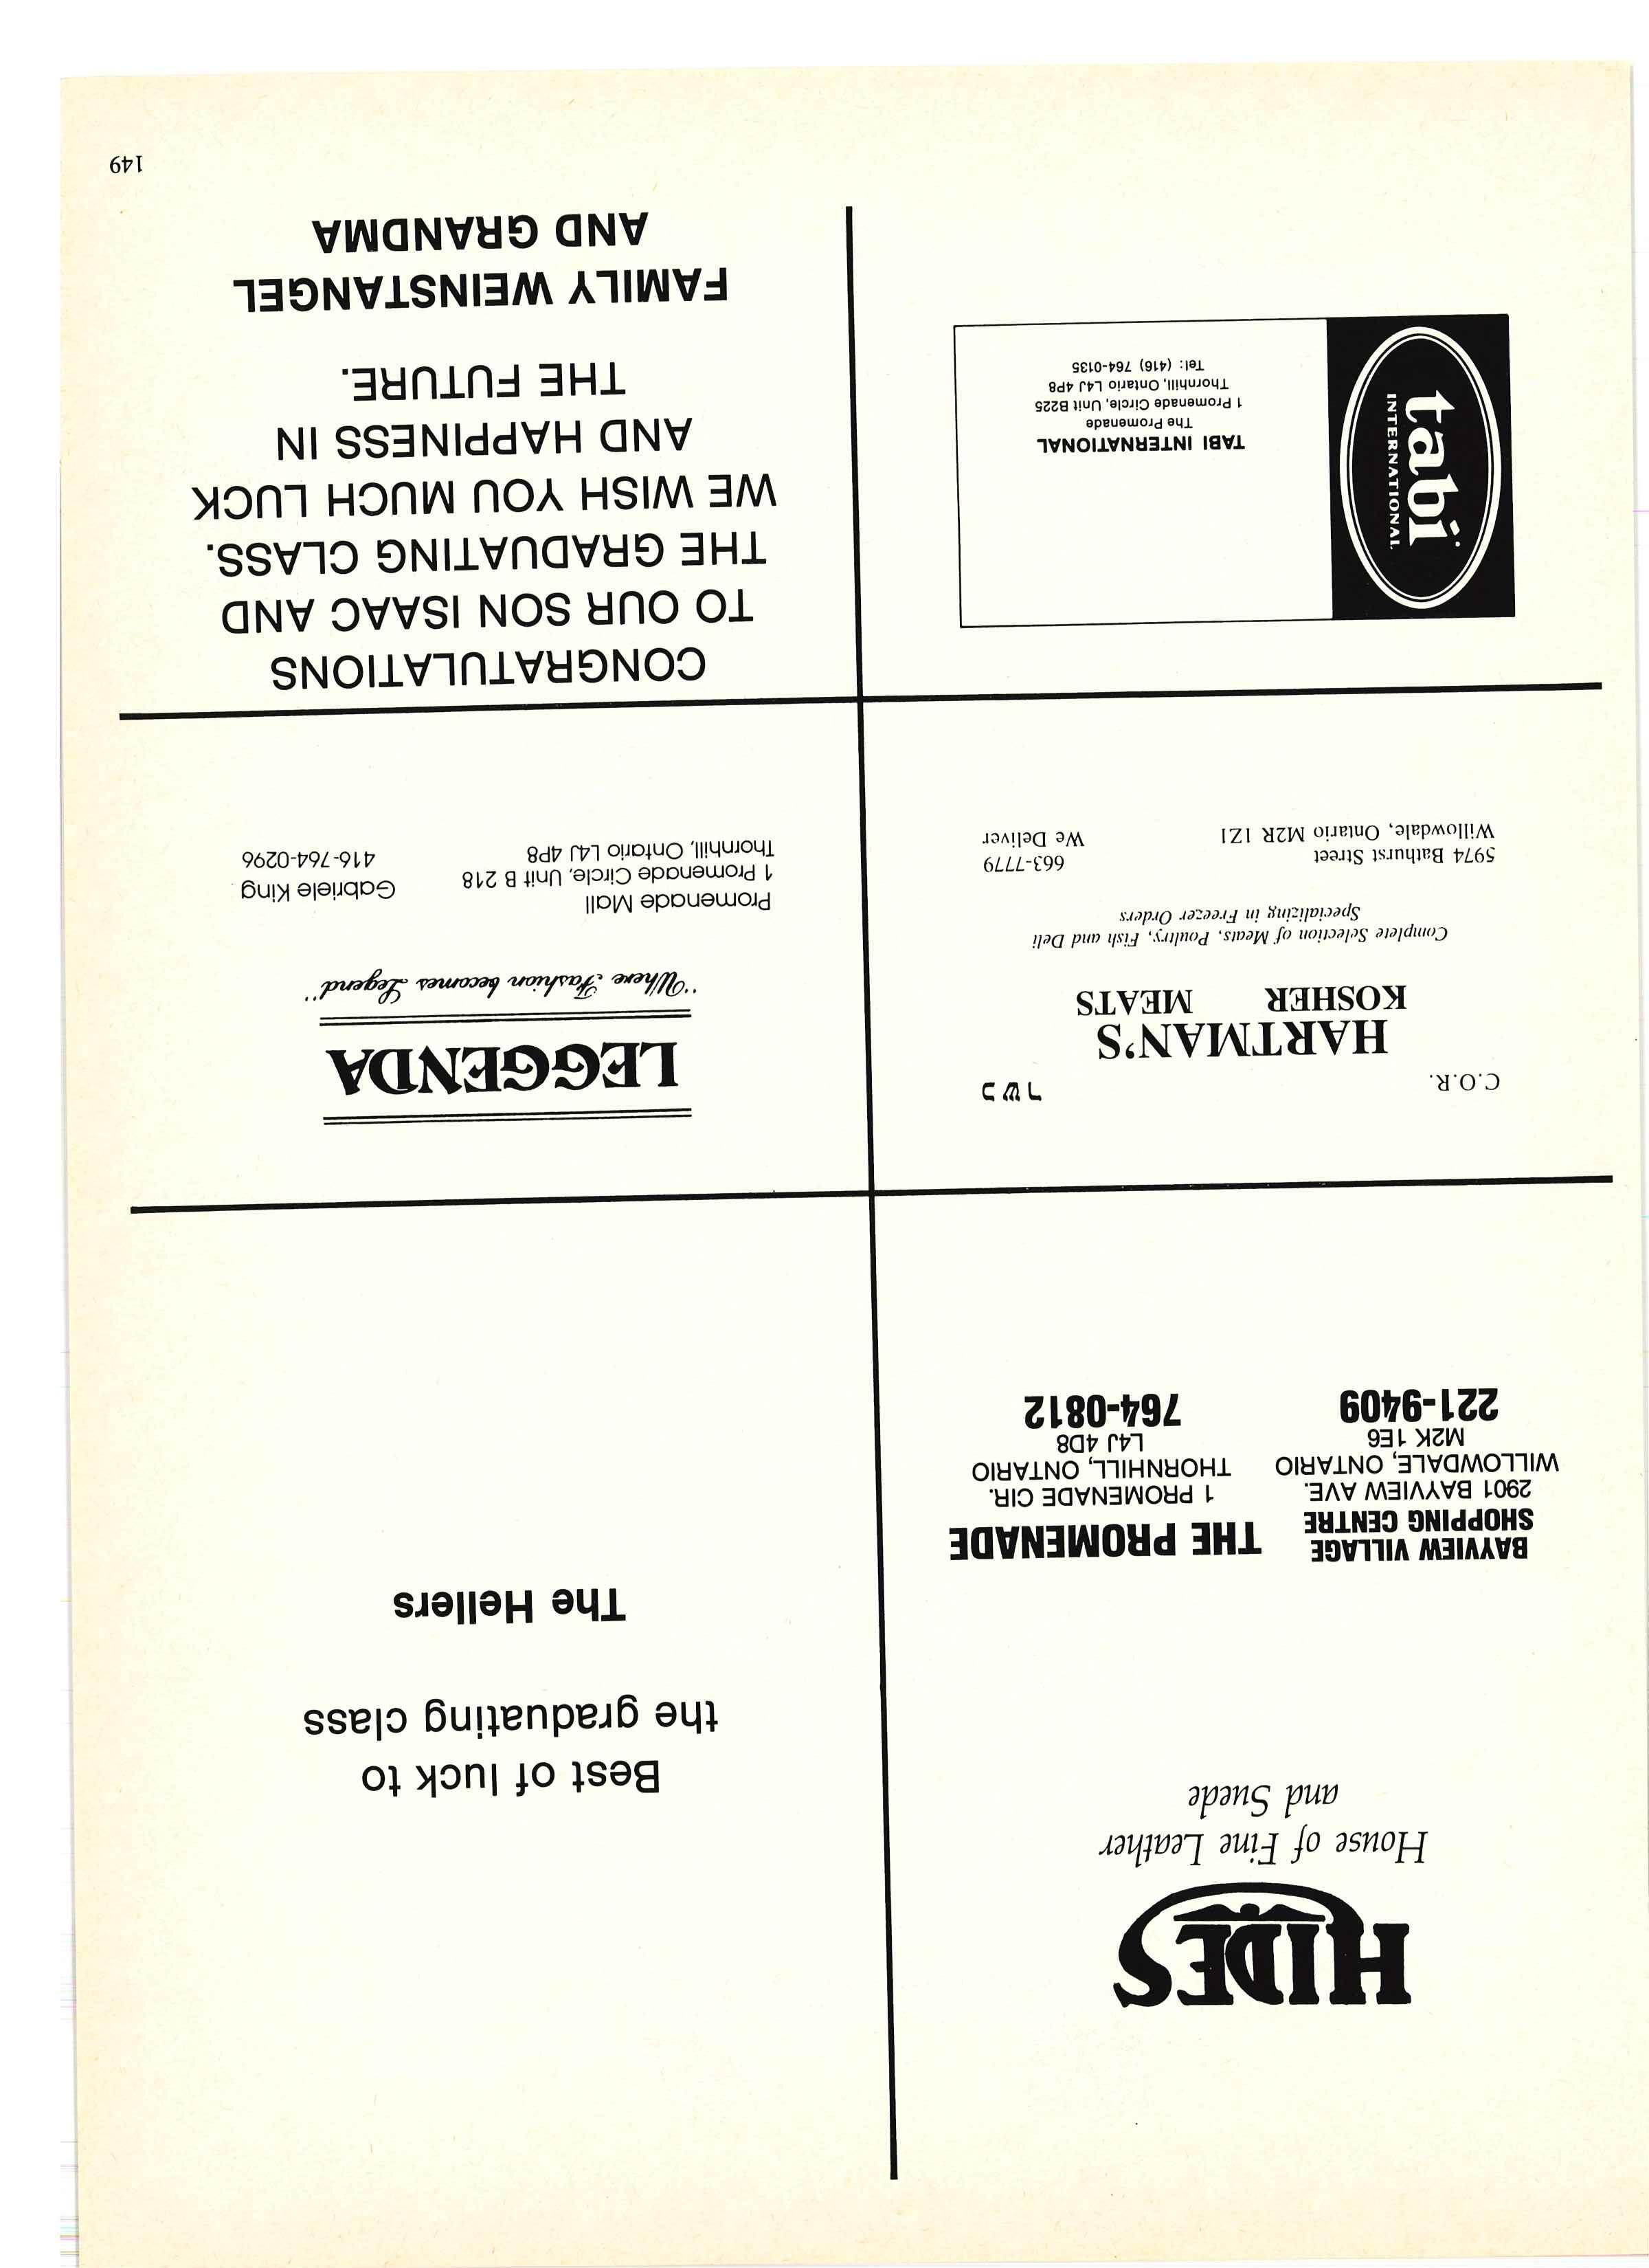 HIDES
House of Fine Leather
and Suede
BAYVIEW VILLAGE
SHOPPING CENTRE
2901 BAYVIEW AVE.
WILLOWDALE, ONTARIO
M2K 1E6
221-9409
THE PROMENADE
1 PROMENADE CIR.
THORNHILL, ONTARIO
L4J 4D8
764-0812
Best of luck to
the graduating class
The Hellers
C.O.R.
כשר
HARTMAN'S
KOSHER MEATS
Complete Selection of Meats, Poultry, Fish and Deli
Specializing in Freezer Orders
5974 Bathurst Street
Willowdale, Ontario M2R 1Z1
663-7779
We Deliver
LEGGENDA
"Where Fashion becomes Legend"
Promenade Mall
1 Promenade Circle, Unit B 218
Thornhill, Ontario L4J 4P8
Gabriele King
416-764-0296
tabi
INTERNATIONAL
TABI INTERNATIONAL
The Promenade
1 Promenade Circle, Unit B225
Thornhill, Ontario L4J 4P8
Tel: (416) 764-0135
CONGRATULATIONS
TO OUR SON ISAAC AND
THE GRADUATING CLASS.
WE WISH YOU MUCH LUCK
AND HAPPINESS IN
THE FUTURE.
FAMILY WEINSTANGEL
AND GRANDMA
149